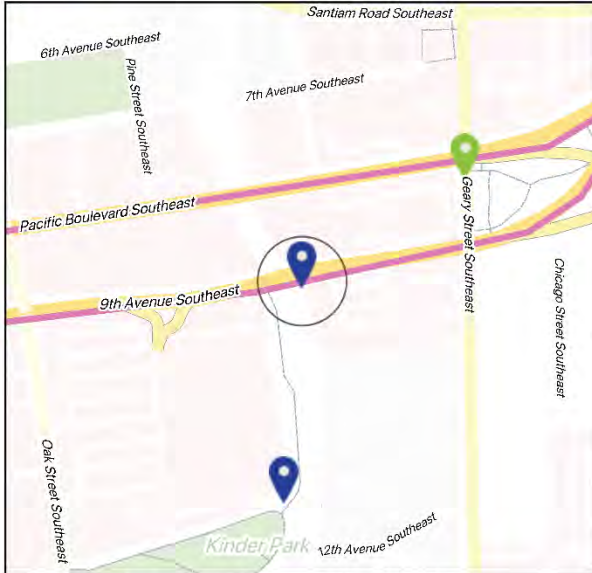 Santiam Road Southeast
6th Avenue Southeast
Pine Street Southeast
7th Avenue Southeast
Pacific Boulevard Southeast
Geary Street Southeast
9th Avenue Southeast
Chicago Street Southeast
Oak Street Southeast
Kinder Park
12th Avenue Southeast